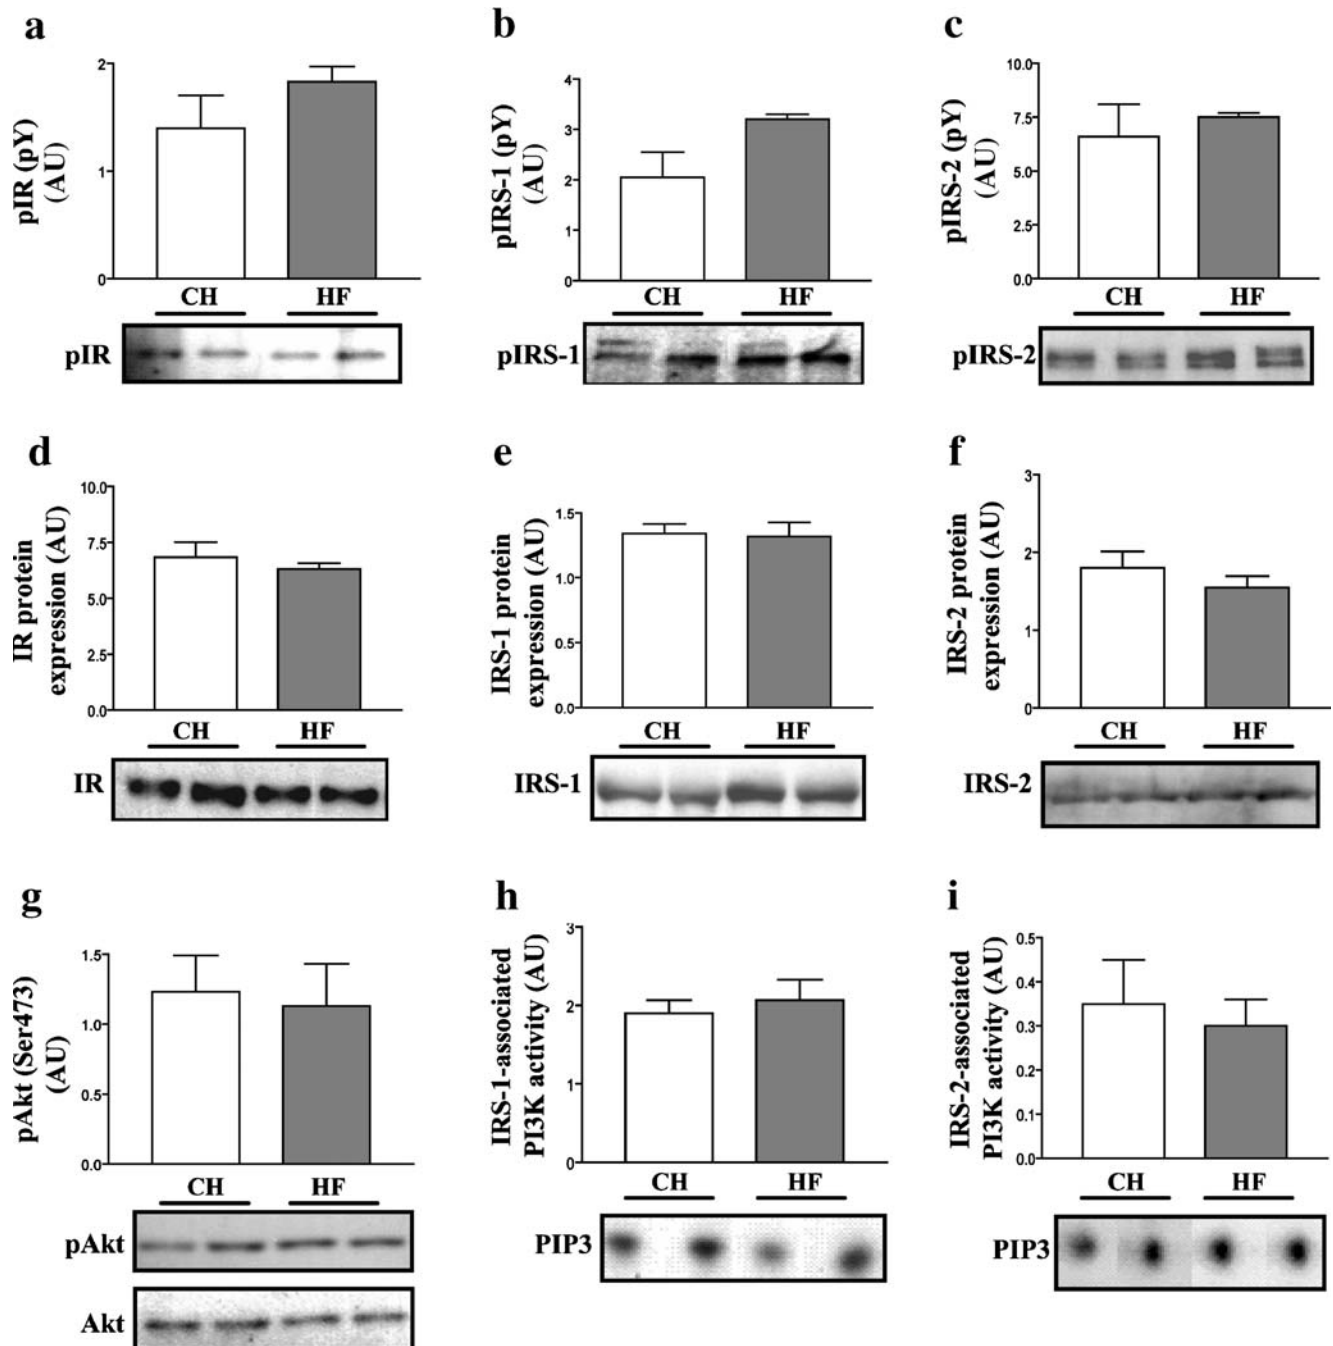 a
pIR (pY)
(AU)
2
1
0
CH HF
pIR
b
pIRS-1 (pY)
(AU)
4
3
2
1
0
CH HF
pIRS-1
c
pIRS-2 (pY)
(AU)
10.0
7.5
5.0
2.5
0.0
CH HF
pIRS-2
d
IR protein
expression (AU)
10.0
7.5
5.0
2.5
0.0
CH HF
IR
e
IRS-1 protein
expression (AU)
1.5
1.0
0.5
0.0
CH HF
IRS-1
f
IRS-2 protein
expression (AU)
3
2
1
0
CH HF
IRS-2
g
pAkt (Ser473)
(AU)
1.5
1.0
0.5
0.0
CH HF
pAkt
Akt
h
IRS-1-associated
PI3K activity (AU)
3
2
1
0
CH HF
PIP3
i
IRS-2-associated
PI3K activity (AU)
0.5
0.4
0.3
0.2
0.1
0.0
CH HF
PIP3